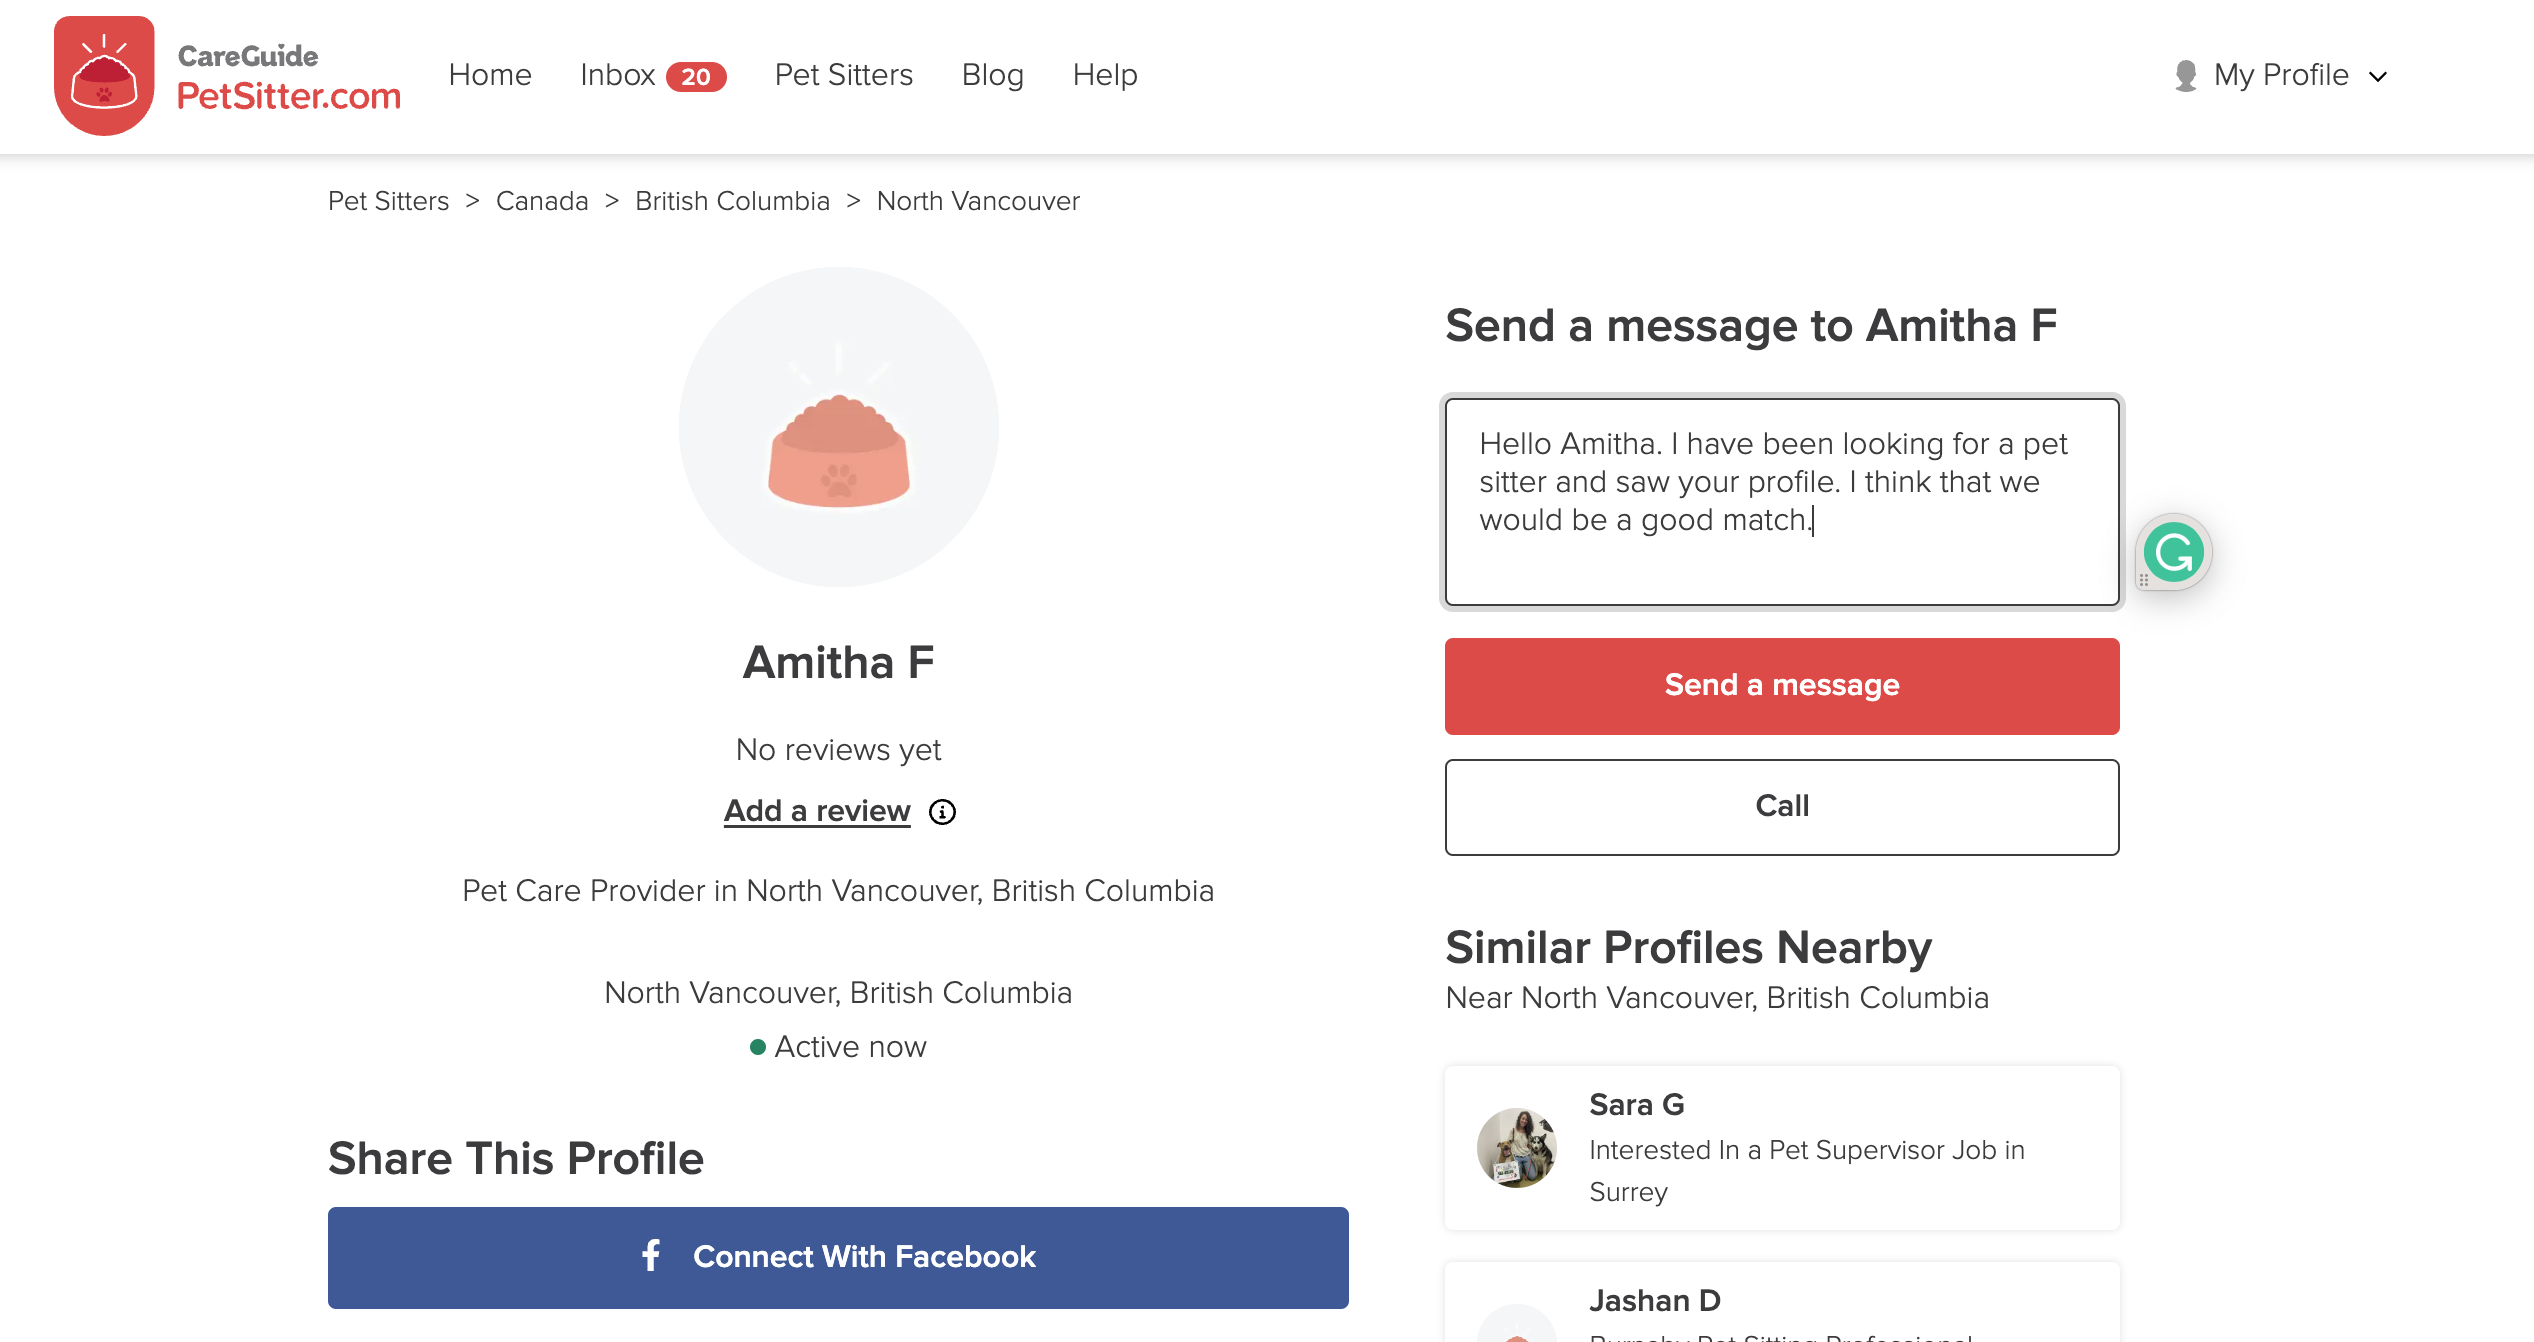 CareGuide
PetSitter.com
Home
Inbox 20
Pet Sitters
Blog
Help
My Profile
Pet Sitters > Canada > British Columbia > North Vancouver
Amitha F
No reviews yet
Add a review
Pet Care Provider in North Vancouver, British Columbia
North Vancouver, British Columbia
Active now
Share This Profile
Connect With Facebook
Send a message to Amitha F
Hello Amitha. I have been looking for a pet
sitter and saw your profile. I think that we
would be a good match.
Send a message
Call
Similar Profiles Nearby
Near North Vancouver, British Columbia
Sara G
Interested In a Pet Supervisor Job in
Surrey
Jashan D
Burnaby Pet Sitting Professional